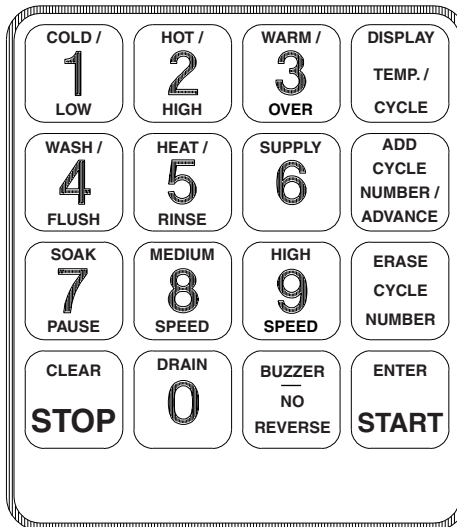 COLD /
1
LOW
HOT /
2
HIGH
WARM /
3
OVER
DISPLAY
TEMP. /
CYCLE
WASH /
4
FLUSH
HEAT /
5
RINSE
SUPPLY
6
ADD
CYCLE
NUMBER /
ADVANCE
SOAK
7
PAUSE
MEDIUM
8
SPEED
HIGH
9
SPEED
ERASE
CYCLE
NUMBER
CLEAR
STOP
DRAIN
0
BUZZER
NO
REVERSE
ENTER
START